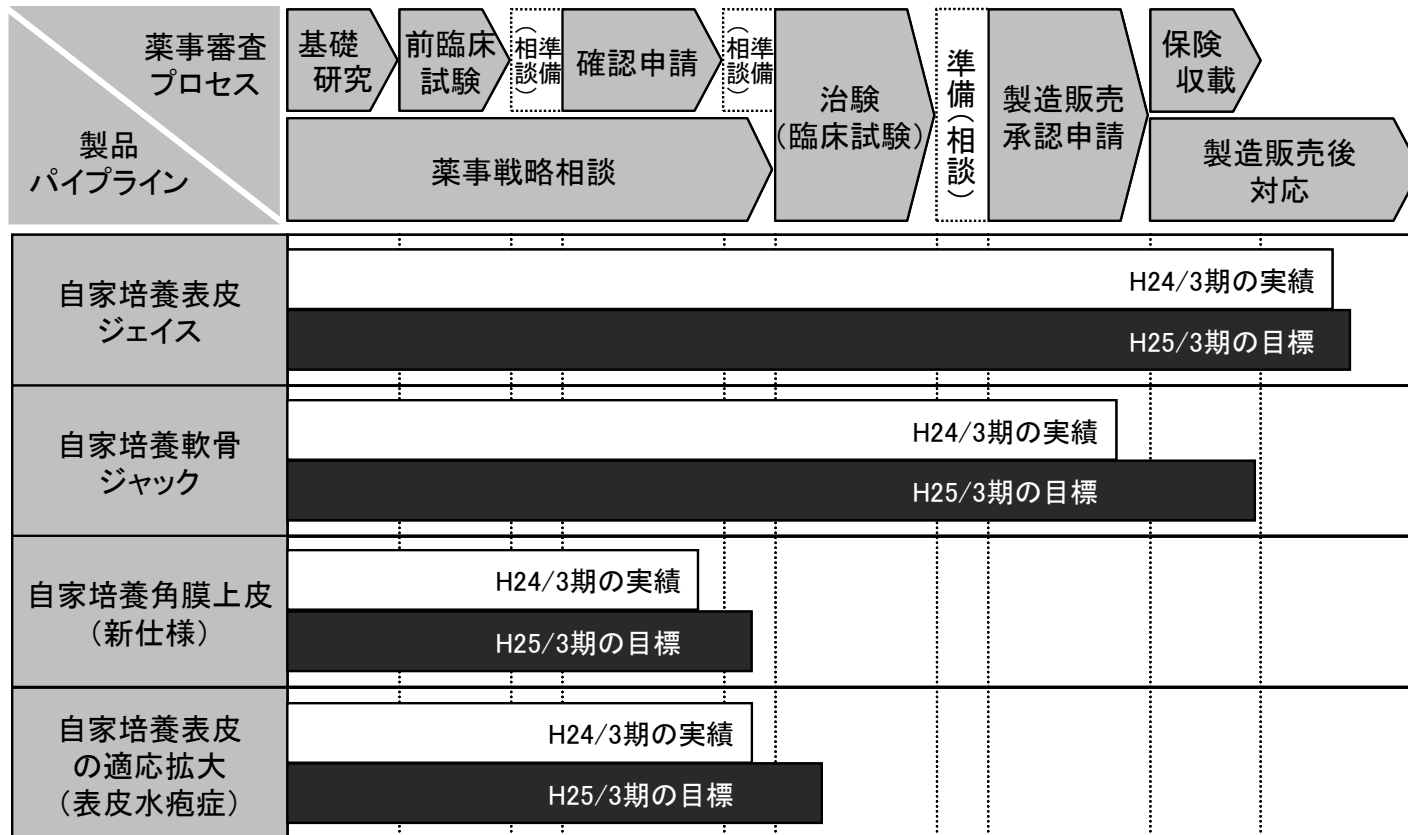 薬事審査
プロセス
製品
パイプライン
基礎
研究
前臨床
試験
準備
（相談）
確認申請
準備
（相談）
治験
（臨床試験）
準備（相談）
製造販売
承認申請
保険
収載
薬事戦略相談
製造販売後
対応
自家培養表皮
ジェイス
H24/3期の実績
H25/3期の目標
自家培養軟骨
ジャック
H24/3期の実績
H25/3期の目標
自家培養角膜上皮
（新仕様）
H24/3期の実績
H25/3期の目標
自家培養表皮
の適応拡大
（表皮水疱症）
H24/3期の実績
H25/3期の目標